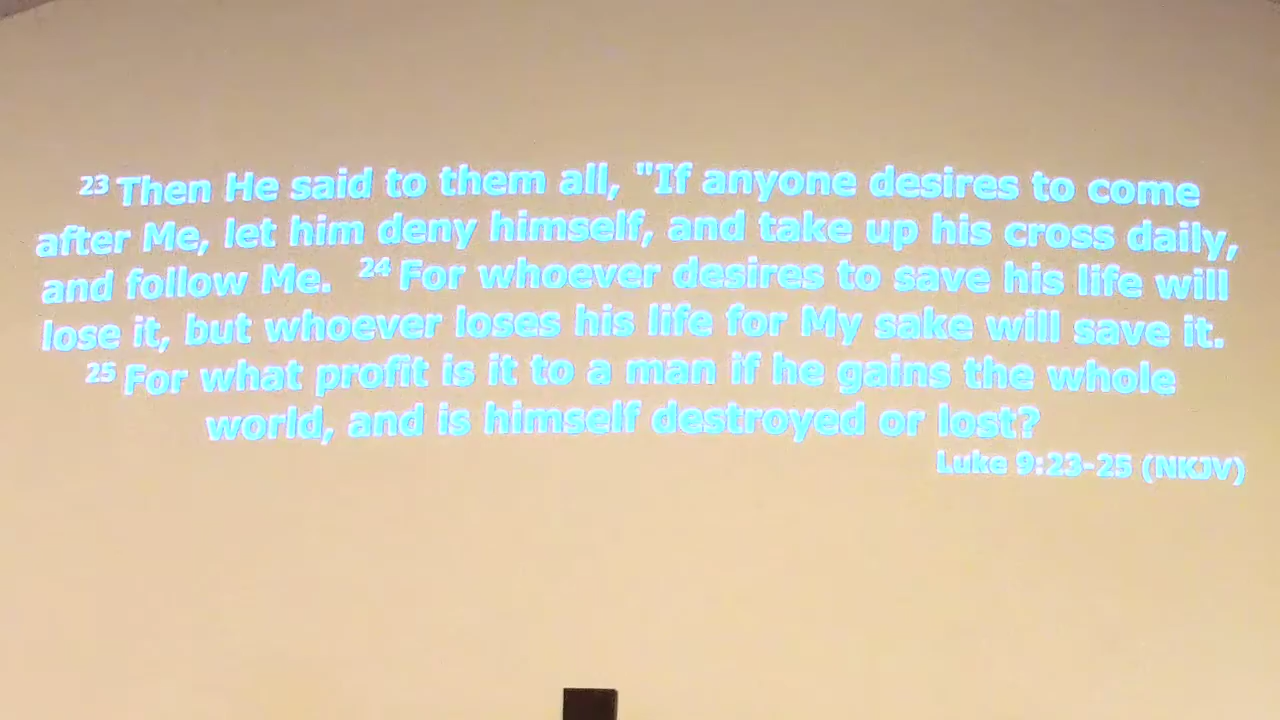 23 Then He said to them all, "If anyone desires to come
after Me, let him deny himself, and take up his cross daily,
and follow Me. 24 For whoever desires to save his life will
lose it, but whoever loses his life for My sake will save it.
25 For what profit is it to a man if he gains the whole
world, and is himself destroyed or lost?
Luke 9:23-25 (NKJV)